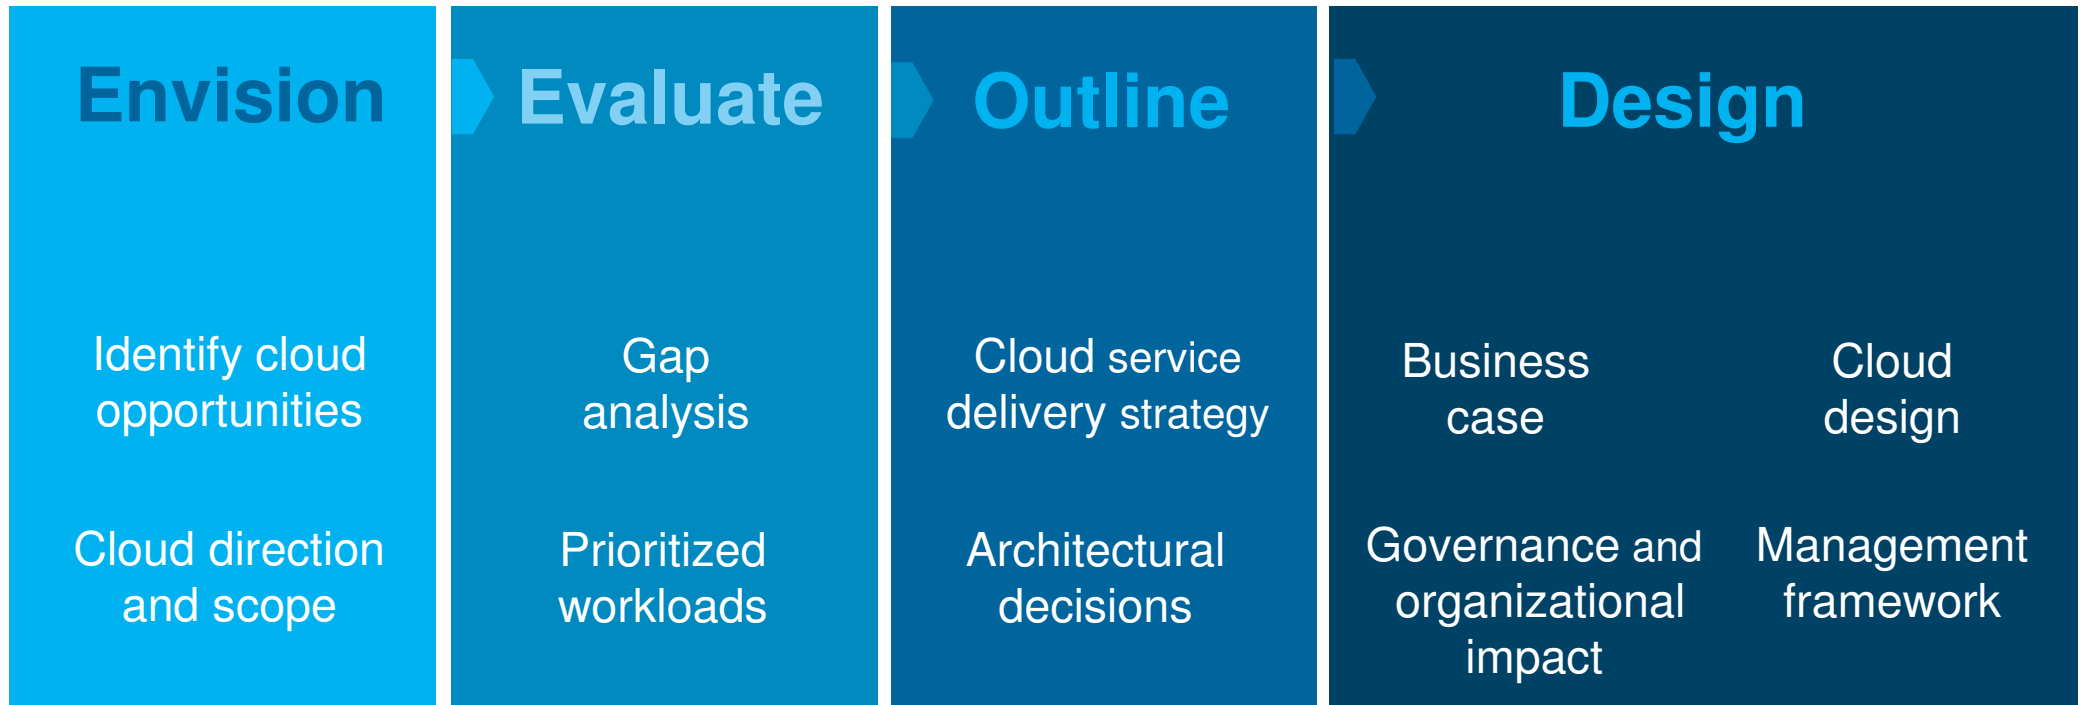 Envision
Identify cloud
opportunities
Cloud direction
and scope
Evaluate
Gap
analysis
Prioritized
workloads
Outline
Cloud service
delivery strategy
Architectural
decisions
Design
Business
case
Cloud
design
Governance and
organizational
impact
Management
framework